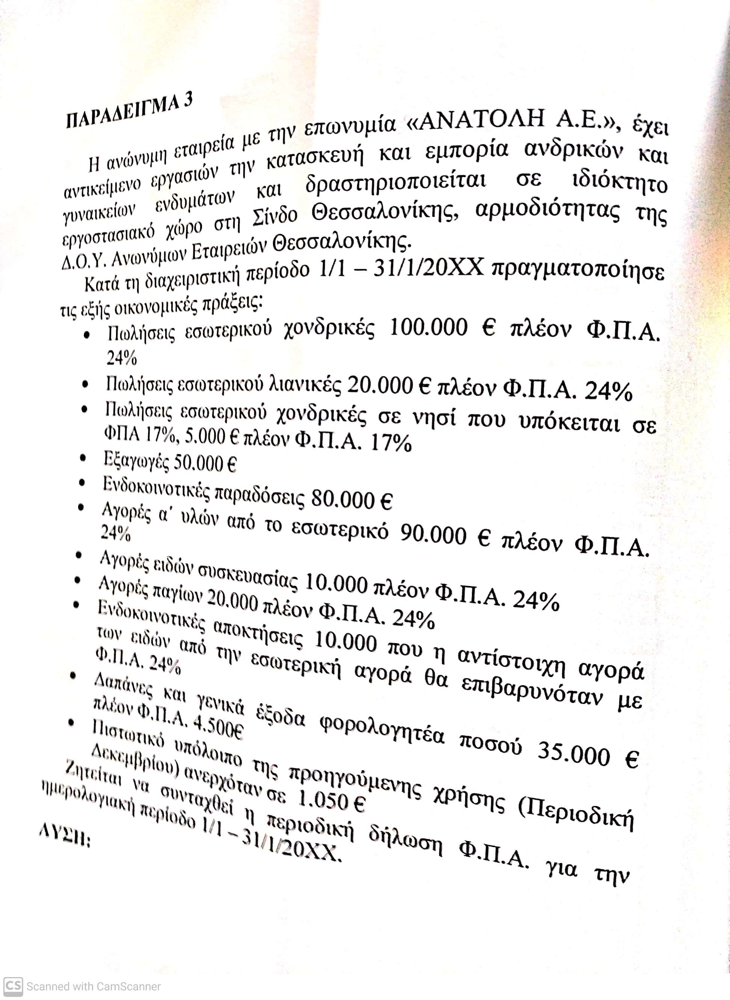 ΠΑΡΑΔΕΙΓΜΑ 3
Η ανώνυμη εταιρεία με την επωνυμία «ΑΝΑΤΟΛΗ Α.Ε.», έχει
αντικείμενο εργασιών την κατασκευή και εμπορία ανδρικών και
γυναικείων ενδυμάτων και δραστηριοποιείται σε ιδιόκτητο
εργοστασιακό χώρο στη Σίνδο Θεσσαλονίκης, αρμοδιότητας της
Δ.Ο.Υ. Ανωνύμων Εταιρειών Θεσσαλονίκης.
Κατά τη διαχειριστική περίοδο 1/1 – 31/1/20ΧΧ πραγματοποίησε
τις εξής οικονομικές πράξεις:
• Πωλήσεις εσωτερικού χονδρικές 100.000 € πλέον Φ.Π.Α.
24%
• Πωλήσεις εσωτερικού λιανικές 20.000 € πλέον Φ.Π.Α. 24%
• Πωλήσεις εσωτερικού χονδρικές σε νησί που υπόκειται σε
ΦΠΑ 17%, 5.000 € πλέον Φ.Π.Α. 17%
• Εξαγωγές 50.000 €
• Ενδοκοινοτικές παραδόσεις 80.000 €
• Αγορές α΄ υλών από το εσωτερικό 90.000 € πλέον Φ.Π.Α.
24%
• Αγορές ειδών συσκευασίας 10.000 πλέον Φ.Π.Α. 24%
• Αγορές παγίων 20.000 πλέον Φ.Π.Α. 24%
• Ενδοκοινοτικές αποκτήσεις 10.000 που η αντίστοιχη αγορά
των ειδών από την εσωτερική αγορά θα επιβαρυνόταν με
Φ.Π.Α. 24%
• Δαπάνες και γενικά έξοδα φορολογητέα ποσού 35.000 €
πλέον Φ.Π.Α. 4.500€
• Πιστωτικό υπόλοιπο της προηγούμενης χρήσης (Περιοδική
Δεκεμβρίου) ανερχόταν σε 1.050 €
Ζητείται να συνταχθεί η περιοδική δήλωση Φ.Π.Α. για την
ημερολογιακή περίοδο 1/1 – 31/1/20ΧΧ.
ΛΥΣΗ:
CS Scanned with CamScanner